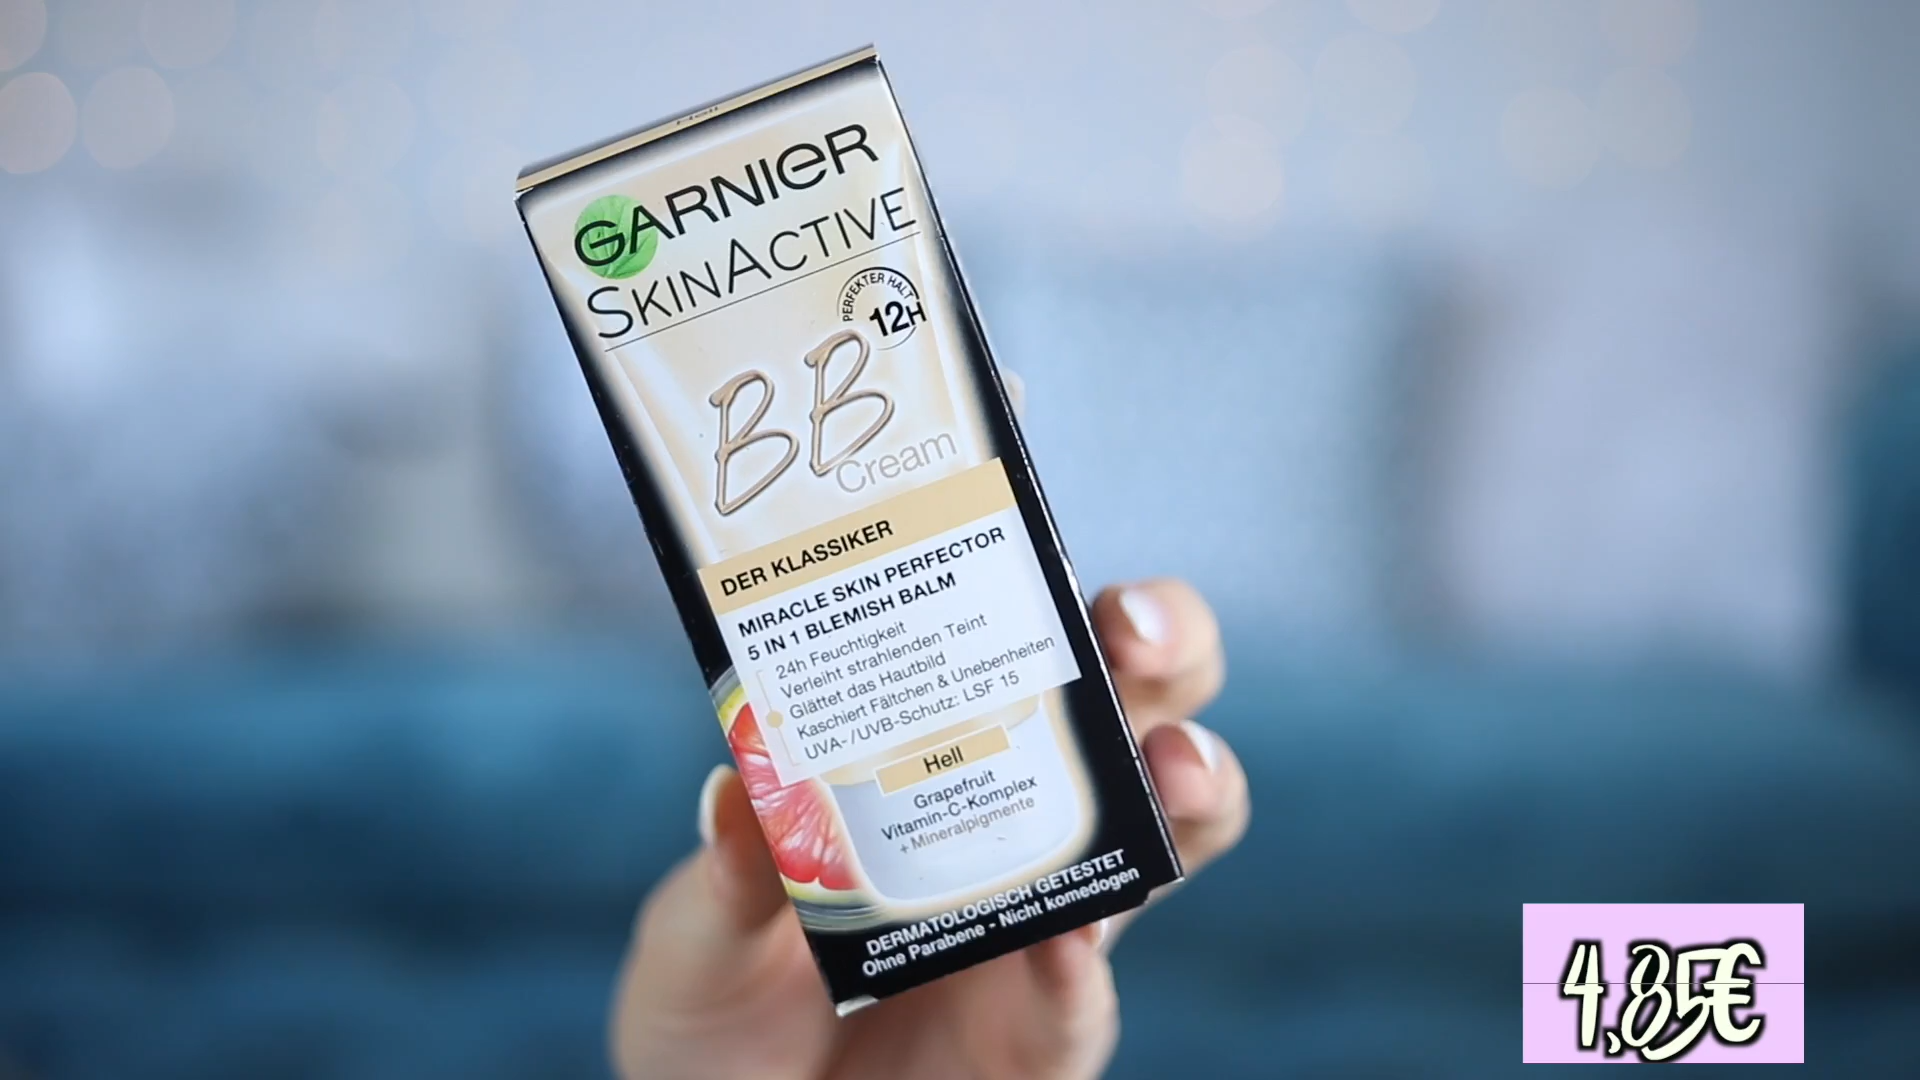 Hell
GARNIER
SKINACTIVE
PERFEKTER HALT
12H
BB
Cream
DER KLASSIKER
MIRACLE SKIN PERFECTOR
5 IN 1 BLEMISH BALM
24h Feuchtigkeit
Verleiht strahlenden Teint
Glättet das Hautbild
Kaschiert Fältchen & Unebenheiten
UVA-/UVB-Schutz: LSF 15
Hell
Grapefruit
Vitamin-C-Komplex
+ Mineralpigmente
DERMATOLOGISCH GETESTET
Ohne Parabene - Nicht komedogen
4,85€